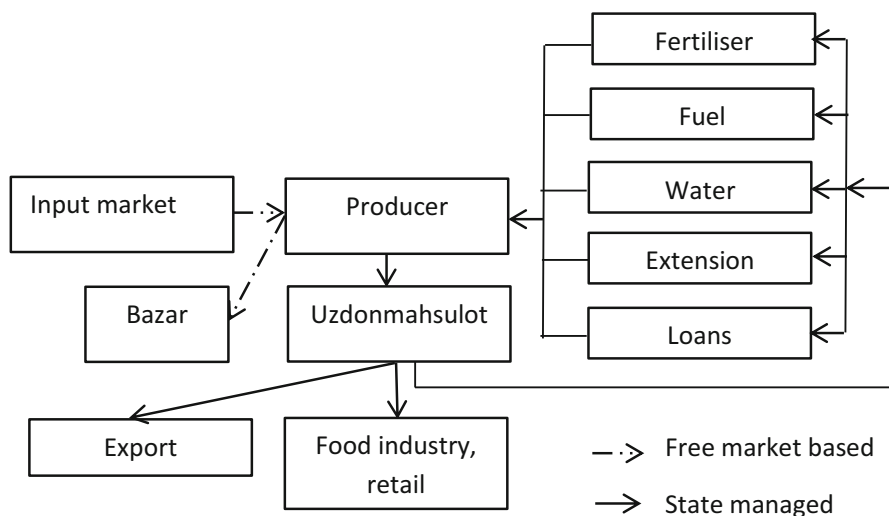 Fertiliser
Fuel
Water
Extension
Loans
Input market
Producer
Bazar
Uzdonmahsulot
Export
Food industry,
retail
Free market based
State managed